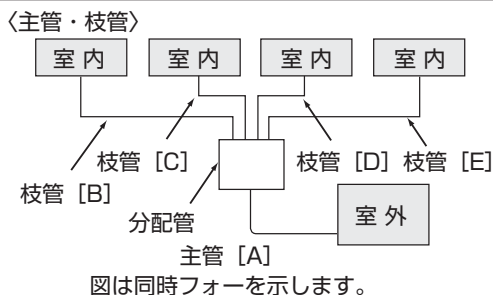 〈主管・枝管〉
室 内 室 内 室 内 室 内
枝管［C］ 枝管［D］ 枝管［E］
枝管［B］
分配管
室 外
主管［A］
図は同時フォーを示します。